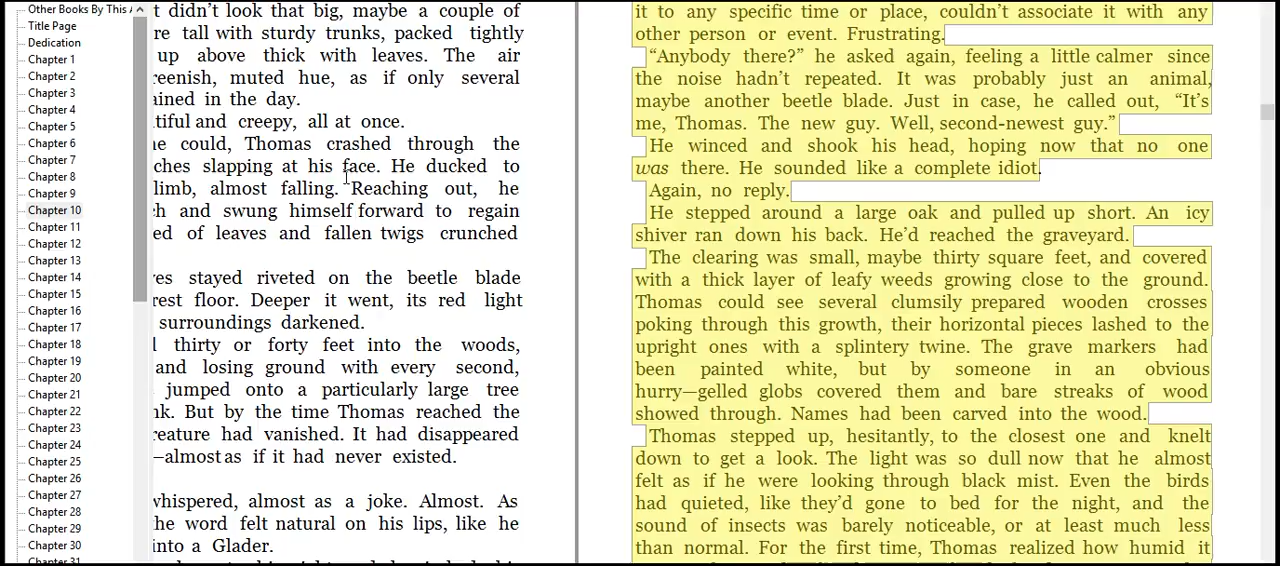 Other Books By This A
Title Page
Dedication
Chapter 1
Chapter 2
Chapter 3
Chapter 4
Chapter 5
Chapter 6
Chapter 7
Chapter 8
Chapter 9
Chapter 10
Chapter 11
Chapter 12
Chapter 13
Chapter 14
Chapter 15
Chapter 16
Chapter 17
Chapter 18
Chapter 19
Chapter 20
Chapter 21
Chapter 22
Chapter 23
Chapter 24
Chapter 25
Chapter 26
Chapter 27
Chapter 28
Chapter 29
Chapter 30
Chapter 31
t didn't look that big, maybe a couple of
re tall with sturdy trunks, packed tightly
up above thick with leaves. The air
reenish, muted hue, as if only several
ained in the day.
tiful and creepy, all at once.
he could, Thomas crashed through the
ches slapping at his face. He ducked to
limb, almost falling. Reaching out, he
ch and swung himself forward to regain
ed of leaves and fallen twigs crunched
res stayed riveted on the beetle blade
rest floor. Deeper it went, its red light
surroundings darkened.
l thirty or forty feet into the woods,
and losing ground with every second,
jumped onto a particularly large tree
nk. But by the time Thomas reached the
reature had vanished. It had disappeared
—almost as if it had never existed.
whispered, almost as a joke. Almost. As
he word felt natural on his lips, like he
into a Glader.
it to any specific time or place, couldn't associate it with any
other person or event. Frustrating.
“Anybody there?” he asked again, feeling a little calmer since
the noise hadn't repeated. It was probably just an animal,
maybe another beetle blade. Just in case, he called out, “It's
me, Thomas. The new guy. Well, second-newest guy.”
He winced and shook his head, hoping now that no one
was there. He sounded like a complete idiot.
Again, no reply.
He stepped around a large oak and pulled up short. An icy
shiver ran down his back. He'd reached the graveyard.
The clearing was small, maybe thirty square feet, and covered
with a thick layer of leafy weeds growing close to the ground.
Thomas could see several clumsily prepared wooden crosses
poking through this growth, their horizontal pieces lashed to the
upright ones with a splintery twine. The grave markers had
been painted white, but by someone in an obvious
hurry—gelled globs covered them and bare streaks of wood
showed through. Names had been carved into the wood.
Thomas stepped up, hesitantly, to the closest one and knelt
down to get a look. The light was so dull now that he almost
felt as if he were looking through black mist. Even the birds
had quieted, like they'd gone to bed for the night, and the
sound of insects was barely noticeable, or at least much less
than normal. For the first time, Thomas realized how humid it